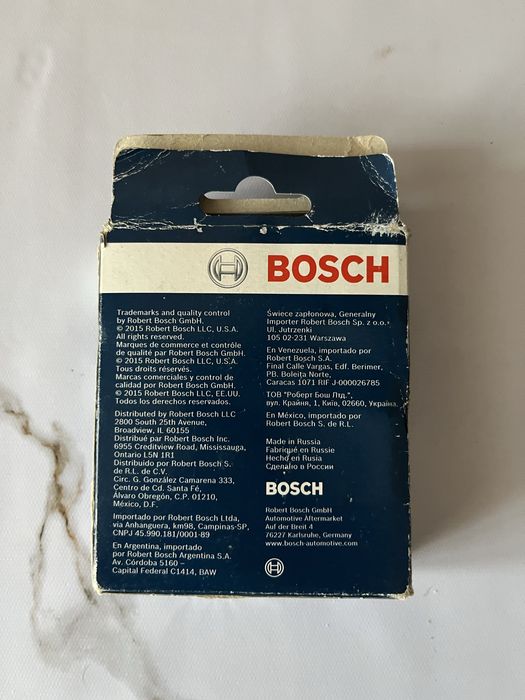 BOSCH
Trademarks and quality control
by Robert Bosch GmbH.
© 2015 Robert Bosch LLC, U.S.A.
All rights reserved.
Marques de commerce et contrôle
de qualité par Robert Bosch GmbH.
© 2015 Robert Bosch LLC, U.S.A.
Tous droits réservés.
Marcas comerciales y control de
calidad por Robert Bosch GmbH.
© 2015 Robert Bosch LLC, EE.UU.
Todos los derechos reservados.
Distributed by Robert Bosch LLC
2800 South 25th Avenue,
Broadview, IL 60155
Distribué par Robert Bosch Inc.
6955 Creditview Road, Mississauga,
Ontario L5N 1R1
Distribuido por Robert Bosch S.
de R.L. de C.V.
Circ. G. González Camarena 333,
Centro de Cd. Santa Fé,
Álvaro Obregón, C.P. 01210,
México, D.F.
Importado por Robert Bosch Ltda,
via Anhanguera, km98, Campinas-SP,
CNPJ 45.990.181/0001-89
En Argentina, importado
por Robert Bosch Argentina S.A.
Av. Córdoba 5160 –
Capital Federal C1414, BAW
Świece zapłonowa, Generalny
Importer Robert Bosch Sp. z o.o.
Ul. Jutrzenki
105 02-231 Warszawa
En Venezuela, importado por
Robert Bosch S.A.
Final Calle Vargas, Edf. Berimer,
PB. Boleíta Norte,
Caracas 1071 RIF J-000026785
ТОВ "Роберт Бош Лтд.",
вул. Крайня, 1, Київ, 02660, Україна.
En México, importado por
Robert Bosch S. de R.L.
Made in Russia
Fabriqué en Russie
Hecho en Rusia
Сделано в России
BOSCH
Robert Bosch GmbH
Automotive Aftermarket
Auf der Breit 4
76227 Karlsruhe, Germany
www.bosch-automotive.com